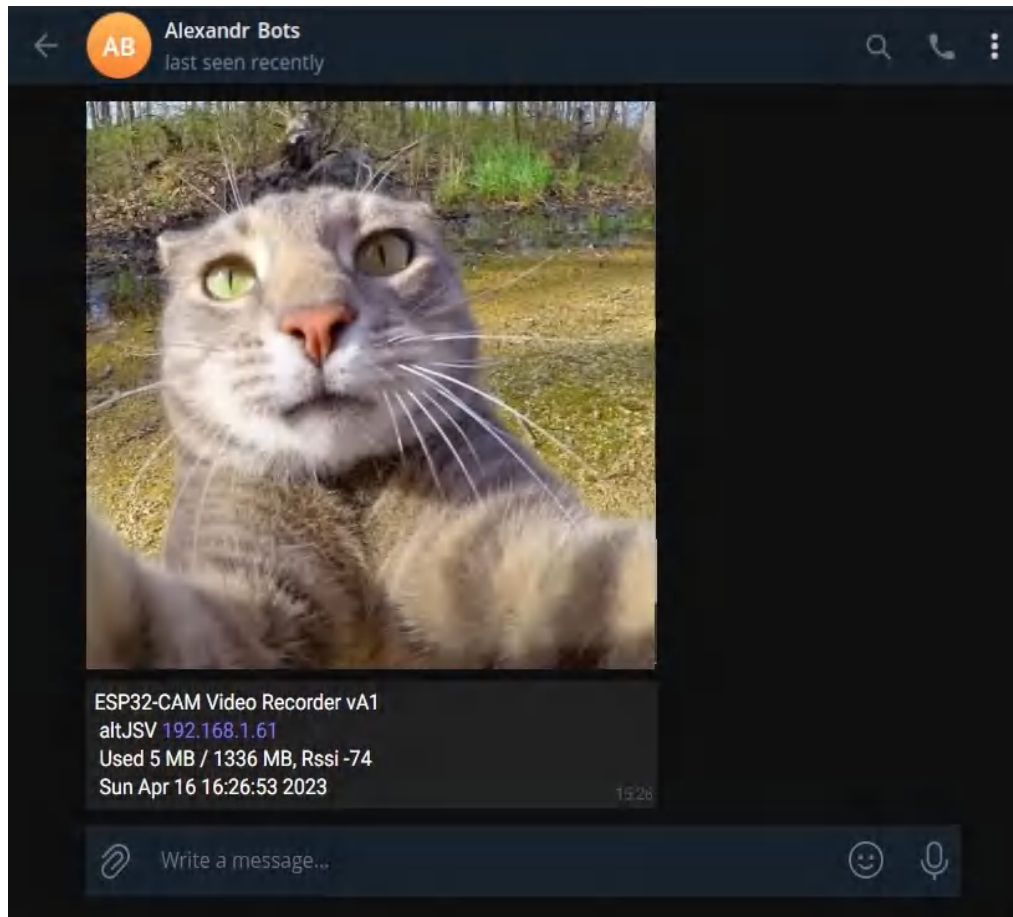 AB
Alexandr Bots
last seen recently
ESP32-CAM Video Recorder vA1
altJSV 192.168.1.61
Used 5 MB / 1336 MB, Rssi -74
Sun Apr 16 16:26:53 2023
15:26
Write a message...